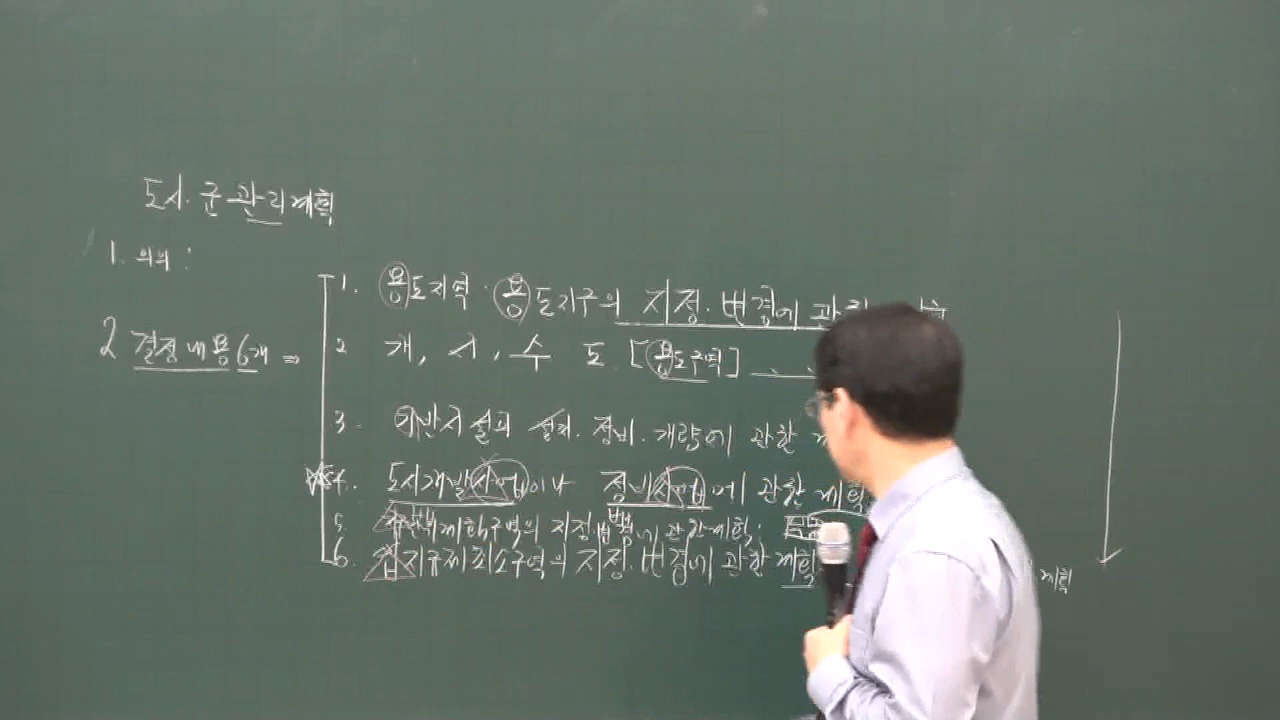 도시·군관리계획
1. 의의 :
2 결정내용6개 ⇒
1. 용도지역·용도지구의 지정·변경에 관한
2 개, 시, 수 도 [용도구역]
3. 기반시설의 설치·정비·개량에 관한
4. 도시개발사업이나 정비사업에 관한 계획
5 계획구역의 지정·변경에 관한계획;
6. 입지규제최소구역의 지정·변경에 관한 계획
계획